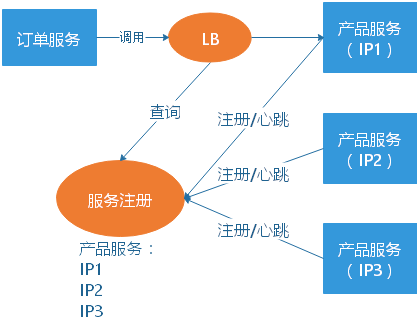 订单服务
调用
LB
产品服务
（ IP1 ）
查询
注册/心跳
产品服务
（ IP2 ）
注册/心跳
服务注册
注册/心跳
产品服务
（ IP3 ）
产品服务：
IP1
IP2
IP3